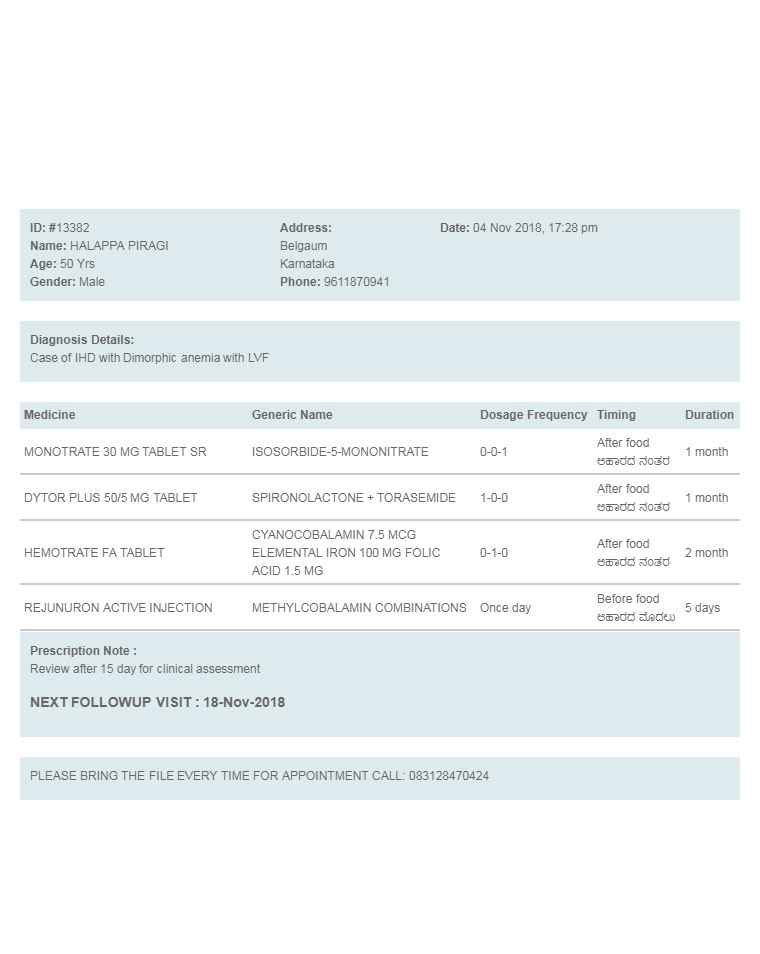 ID: #13382 Address: Date: 04 Nov 2018, 17:28 pm
Name: HALAPPA PIRAGI Belgaum
Age: 50 Yrs Karnataka
Gender: Male Phone: 9611870941
Diagnosis Details:
Case of IHD with Dimorphic anemia with LVF
Medicine Generic Name Dosage Frequency Timing Duration
MONOTRATE 30 MG TABLET SR ISOSORBIDE-5-MONONITRATE 0-0-1 After food 1 month
ಆಹಾರದ ನಂತರ
DYTOR PLUS 50/5 MG TABLET SPIRONOLACTONE + TORASEMIDE 1-0-0 After food 1 month
ಆಹಾರದ ನಂತರ
HEMOTRATE FA TABLET CYANOCOBALAMIN 7.5 MCG
ELEMENTAL IRON 100 MG FOLIC
ACID 1.5 MG 0-1-0 After food 2 month
ಆಹಾರದ ನಂತರ
REJUNURON ACTIVE INJECTION METHYLCOBALAMIN COMBINATIONS Once day Before food 5 days
ಆಹಾರದ ಮೊದಲು
Prescription Note :
Review after 15 day for clinical assessment
NEXT FOLLOWUP VISIT : 18-Nov-2018
PLEASE BRING THE FILE EVERY TIME FOR APPOINTMENT CALL: 083128470424